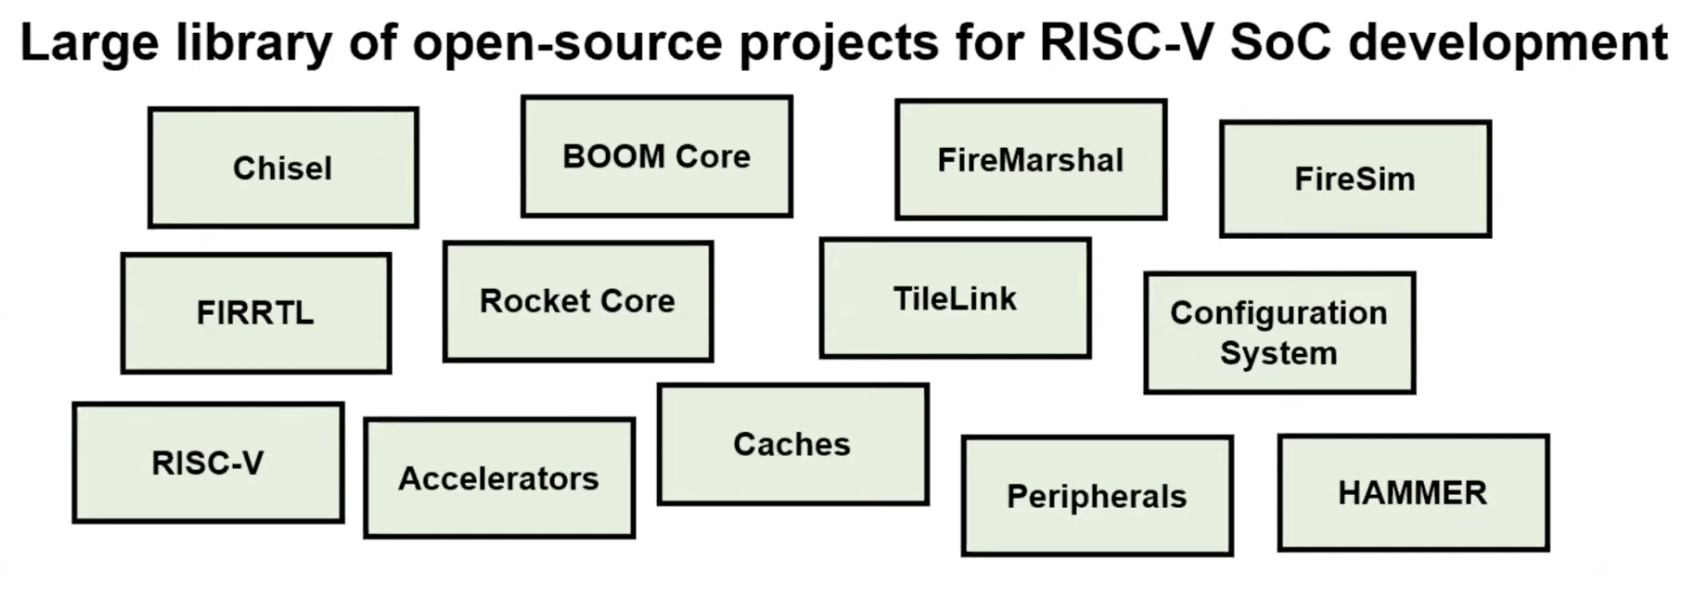 Large library of open-source projects for RISC-V SoC development
Chisel
BOOM Core
FireMarshal
FireSim
FIRRTL
Rocket Core
TileLink
Configuration
System
RISC-V
Accelerators
Caches
Peripherals
HAMMER